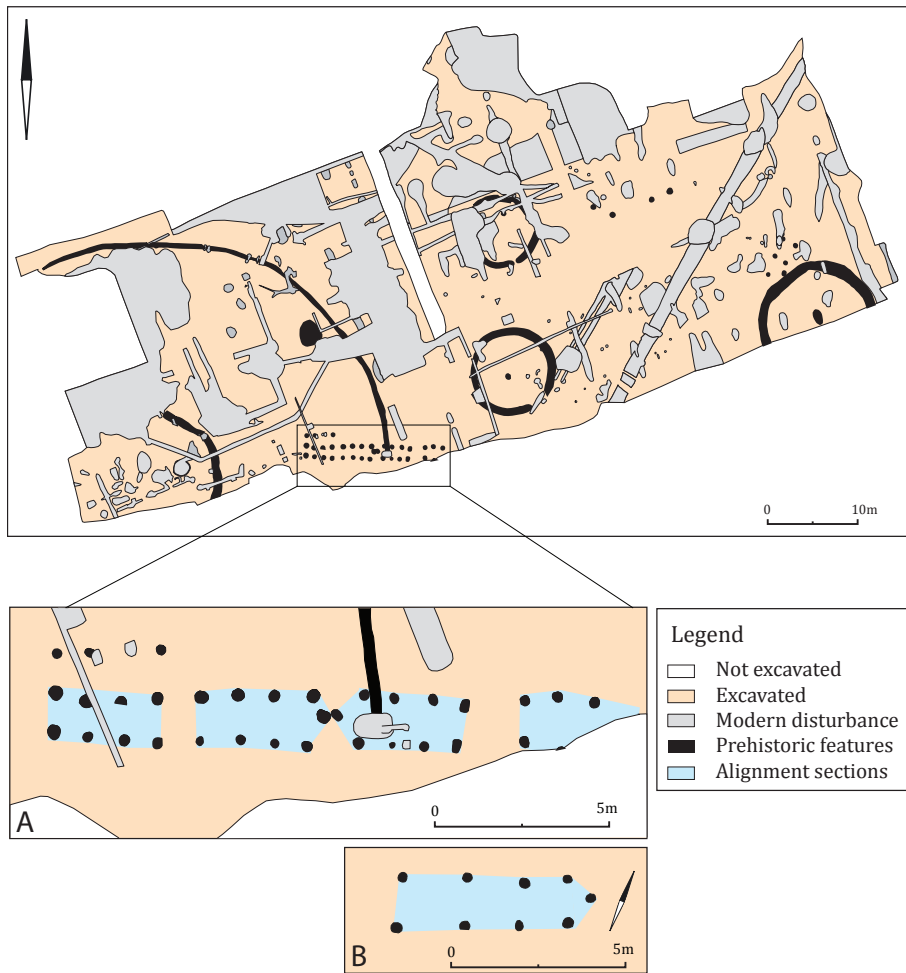 0 10m
Legend
Not excavated
Excavated
Modern disturbance
Prehistoric features
Alignment sections
A
0 5m
B
0 5m